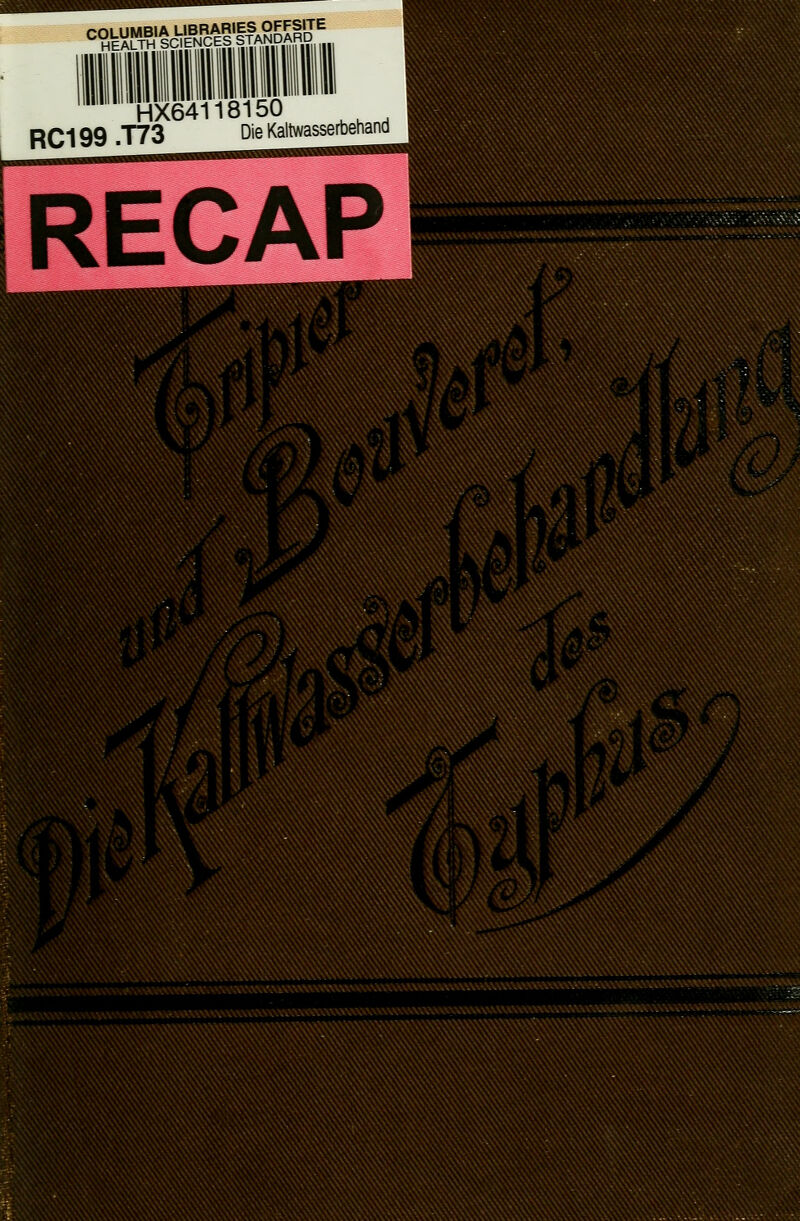 COLUMBIA LIBRARIES OFFSITE
HEALTH SCIENCES STANDARD
HX64118150
RC199 .T73 Die Kaltwasserbehand
RECAP
Tripier
und Bouveret,
Die Kaltwasserbehandlung
des
Typhus.